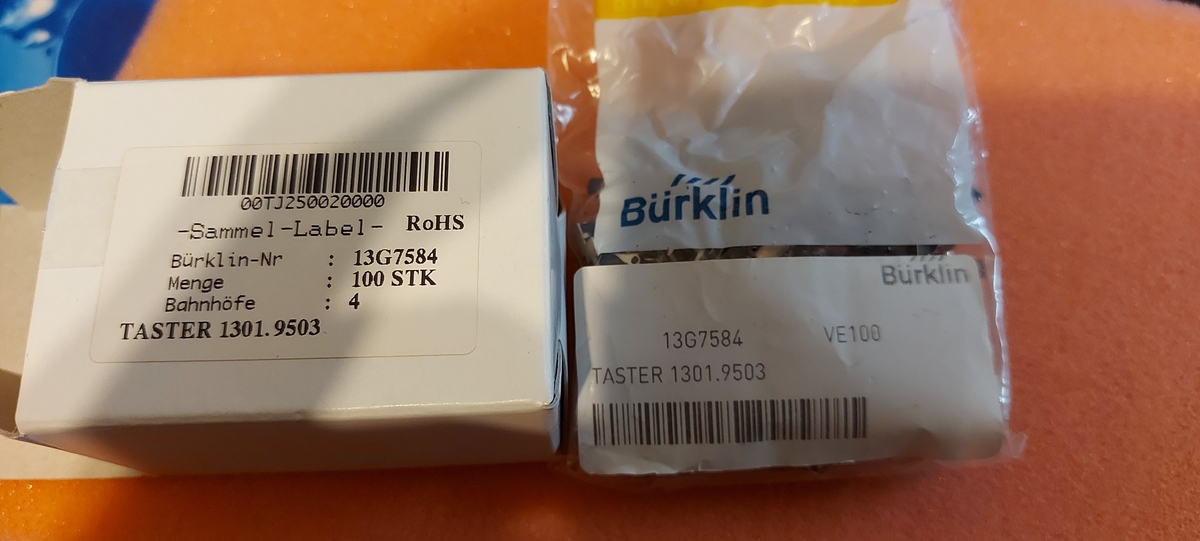 00TJ250020000
-Sammel-Label- RoHS
Bürklin-Nr : 13G7584
Menge : 100 STK
Bahnhöfe : 4
TASTER 1301.9503
Bürklin
Bürklin
13G7584 VE100
TASTER 1301.9503